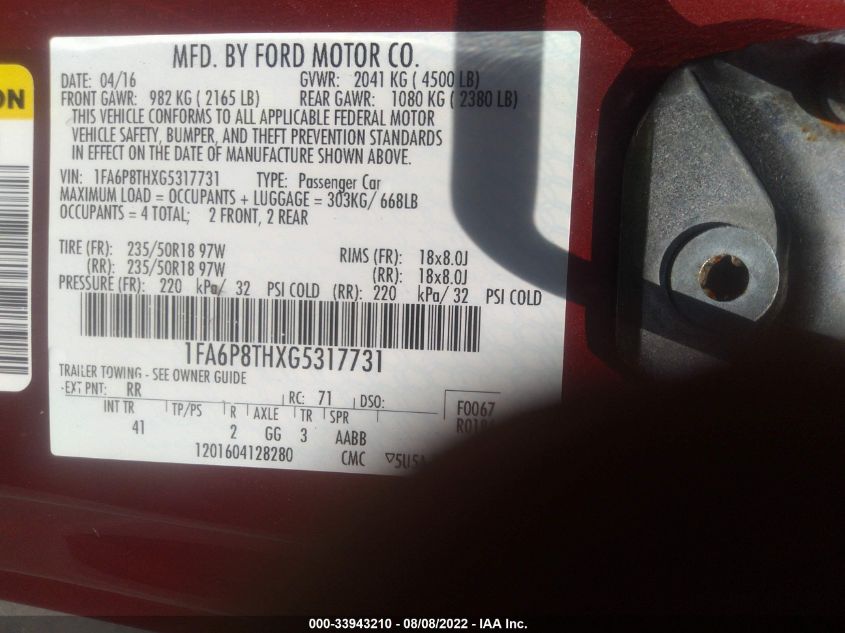 ON
MFD. BY FORD MOTOR CO.
DATE: 04/16 GVWR: 2041 KG ( 4500 LB)
FRONT GAWR: 982 KG ( 2165 LB) REAR GAWR: 1080 KG ( 2380 LB)
THIS VEHICLE CONFORMS TO ALL APPLICABLE FEDERAL MOTOR
VEHICLE SAFETY, BUMPER, AND THEFT PREVENTION STANDARDS
IN EFFECT ON THE DATE OF MANUFACTURE SHOWN ABOVE.
VIN: 1FA6P8THXG5317731 TYPE: Passenger Car
MAXIMUM LOAD = OCCUPANTS + LUGGAGE = 303KG/ 668LB
OCCUPANTS = 4 TOTAL; 2 FRONT, 2 REAR
TIRE (FR): 235/50R18 97W RIMS (FR): 18x8.0J
(RR): 235/50R18 97W (RR): 18x8.0J
PRESSURE (FR): 220 kPa/ 32 PSI COLD (RR): 220 kPa/ 32 PSI COLD
1FA6P8THXG5317731
TRAILER TOWING - SEE OWNER GUIDE
EXT PNT: RR RC: 71 DSO: F0067
INT TR TP/PS R AXLE TR SPR
41 2 GG 3 AABB
1201604128280 CMC ▽5U5A
000-33943210 - 08/08/2022 - IAA Inc.